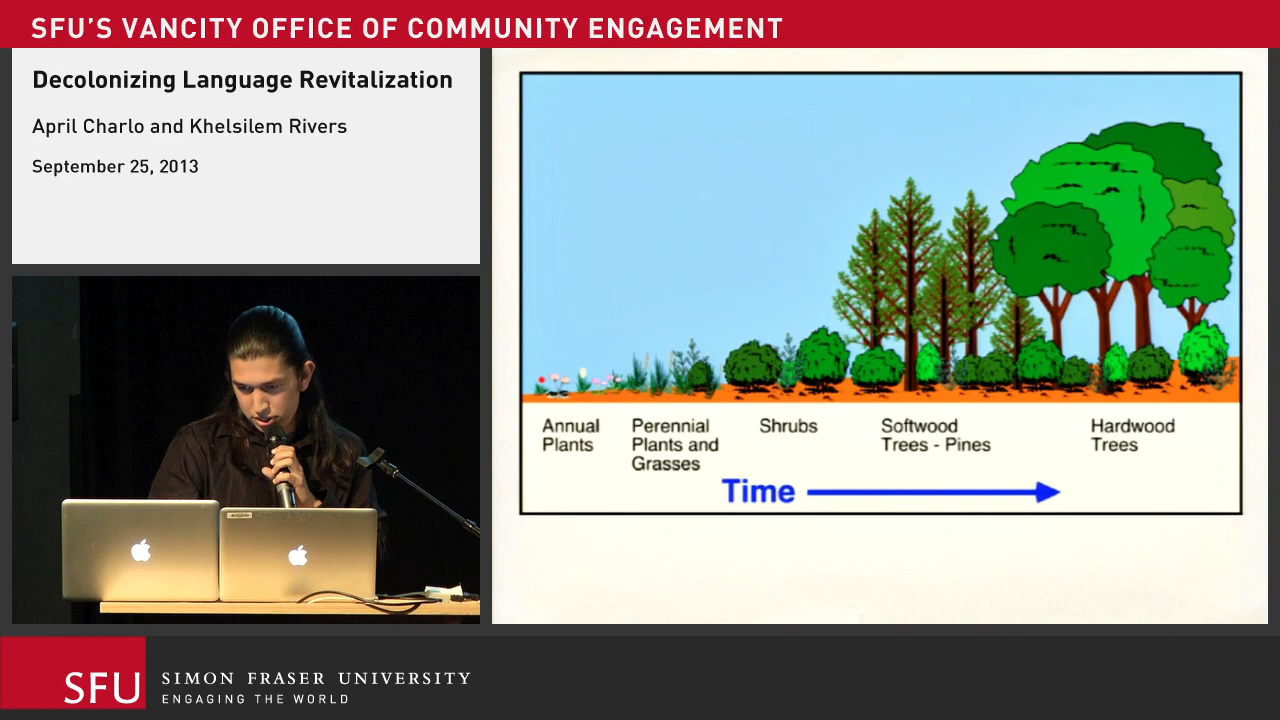 SFU'S VANCITY OFFICE OF COMMUNITY ENGAGEMENT
Decolonizing Language Revitalization
April Charlo and Khelsilem Rivers
September 25, 2013
Annual
Plants
Perennial
Plants and
Grasses
Shrubs
Softwood
Trees - Pines
Hardwood
Trees
Time
SFU
SIMON FRASER UNIVERSITY
ENGAGING THE WORLD